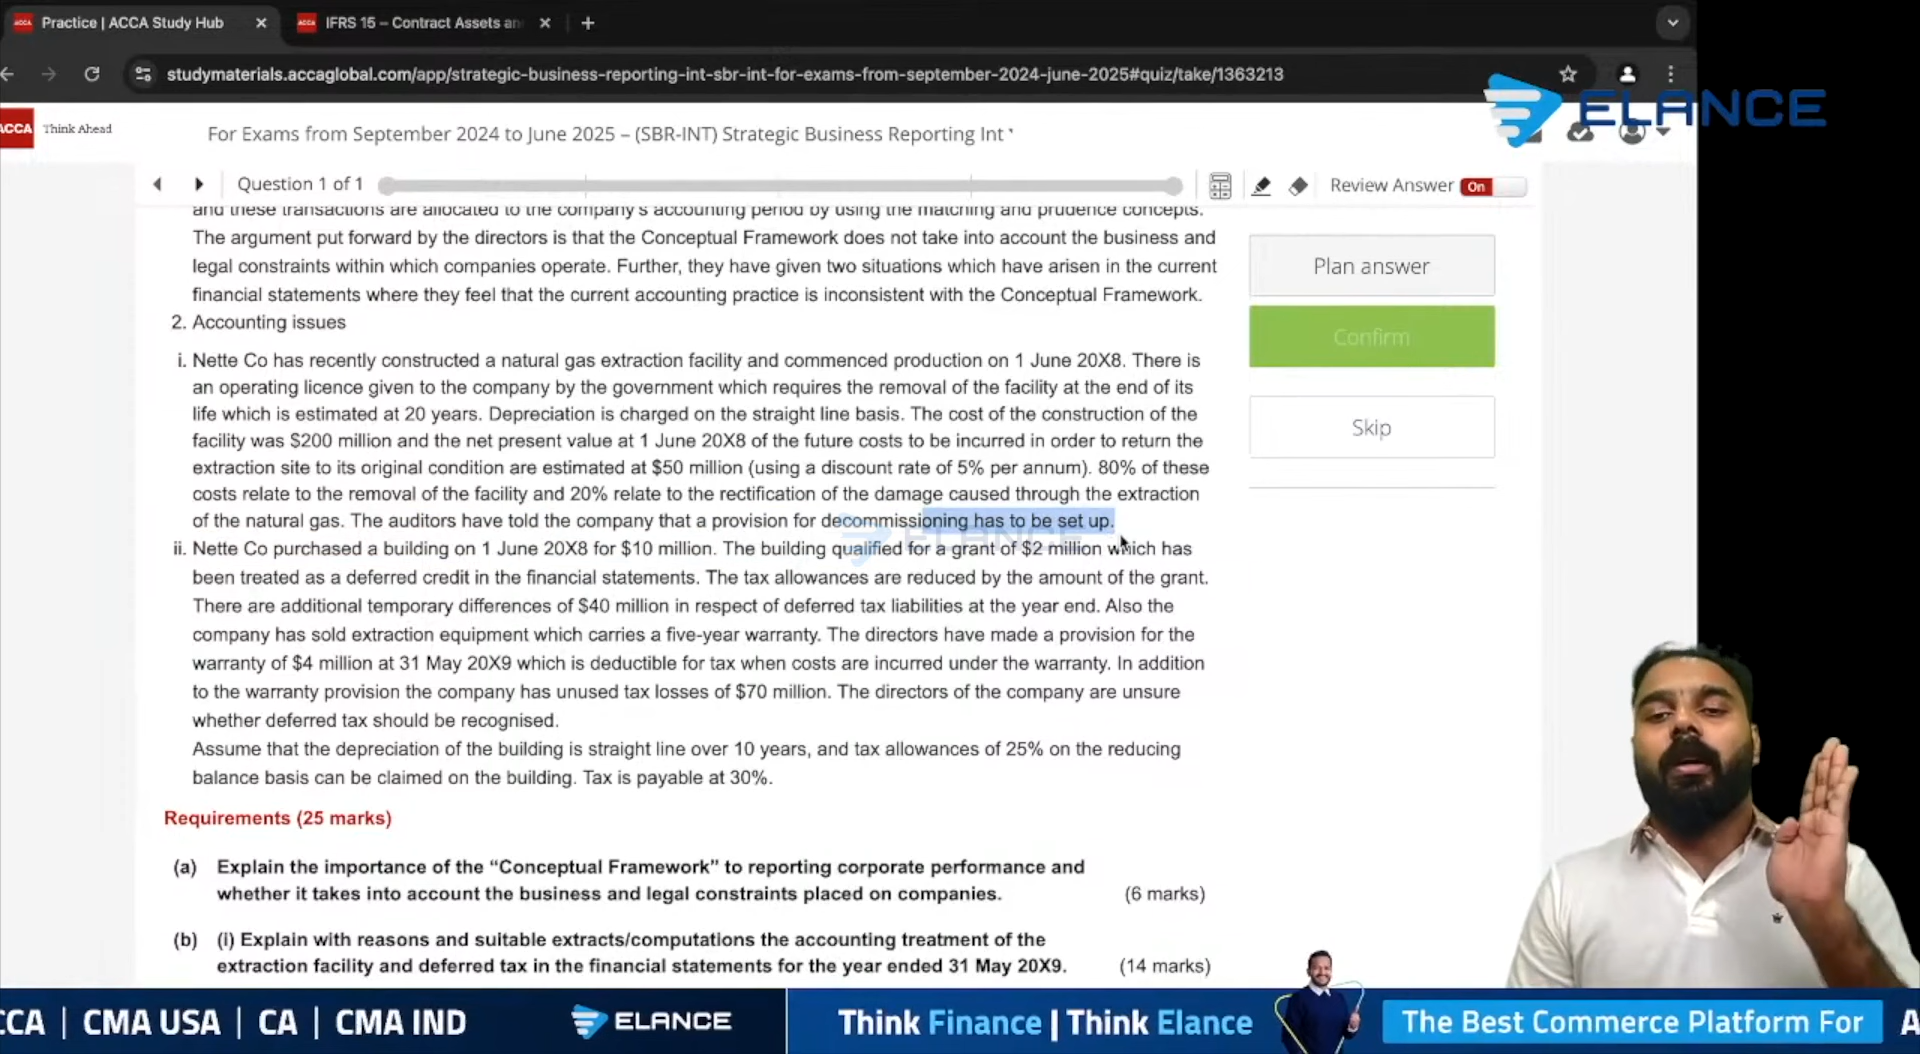 Practice | ACCA Study Hub
IFRS 15 – Contract Assets an
studymaterials.accaglobal.com/app/strategic-business-reporting-int-sbr-int-for-exams-from-september-2024-june-2025#quiz/take/1363213
ELANCE
ACCA Think Ahead
For Exams from September 2024 to June 2025 – (SBR-INT) Strategic Business Reporting Int
Question 1 of 1
Review Answer On
and these transactions are allocated to the company's accounting period by using the matching and prudence concepts.
The argument put forward by the directors is that the Conceptual Framework does not take into account the business and
legal constraints within which companies operate. Further, they have given two situations which have arisen in the current
financial statements where they feel that the current accounting practice is inconsistent with the Conceptual Framework.
Plan answer
Confirm
Skip
2. Accounting issues
i. Nette Co has recently constructed a natural gas extraction facility and commenced production on 1 June 20X8. There is
an operating licence given to the company by the government which requires the removal of the facility at the end of its
life which is estimated at 20 years. Depreciation is charged on the straight line basis. The cost of the construction of the
facility was $200 million and the net present value at 1 June 20X8 of the future costs to be incurred in order to return the
extraction site to its original condition are estimated at $50 million (using a discount rate of 5% per annum). 80% of these
costs relate to the removal of the facility and 20% relate to the rectification of the damage caused through the extraction
of the natural gas. The auditors have told the company that a provision for decommissioning has to be set up.
ELANCE
ii. Nette Co purchased a building on 1 June 20X8 for $10 million. The building qualified for a grant of $2 million which has
been treated as a deferred credit in the financial statements. The tax allowances are reduced by the amount of the grant.
There are additional temporary differences of $40 million in respect of deferred tax liabilities at the year end. Also the
company has sold extraction equipment which carries a five-year warranty. The directors have made a provision for the
warranty of $4 million at 31 May 20X9 which is deductible for tax when costs are incurred under the warranty. In addition
to the warranty provision the company has unused tax losses of $70 million. The directors of the company are unsure
whether deferred tax should be recognised.
Assume that the depreciation of the building is straight line over 10 years, and tax allowances of 25% on the reducing
balance basis can be claimed on the building. Tax is payable at 30%.
Requirements (25 marks)
(a) Explain the importance of the “Conceptual Framework” to reporting corporate performance and
whether it takes into account the business and legal constraints placed on companies. (6 marks)
(b) (i) Explain with reasons and suitable extracts/computations the accounting treatment of the
extraction facility and deferred tax in the financial statements for the year ended 31 May 20X9. (14 marks)
CCA | CMA USA | CA | CMA IND
ELANCE
Think Finance | Think Elance
The Best Commerce Platform For
A